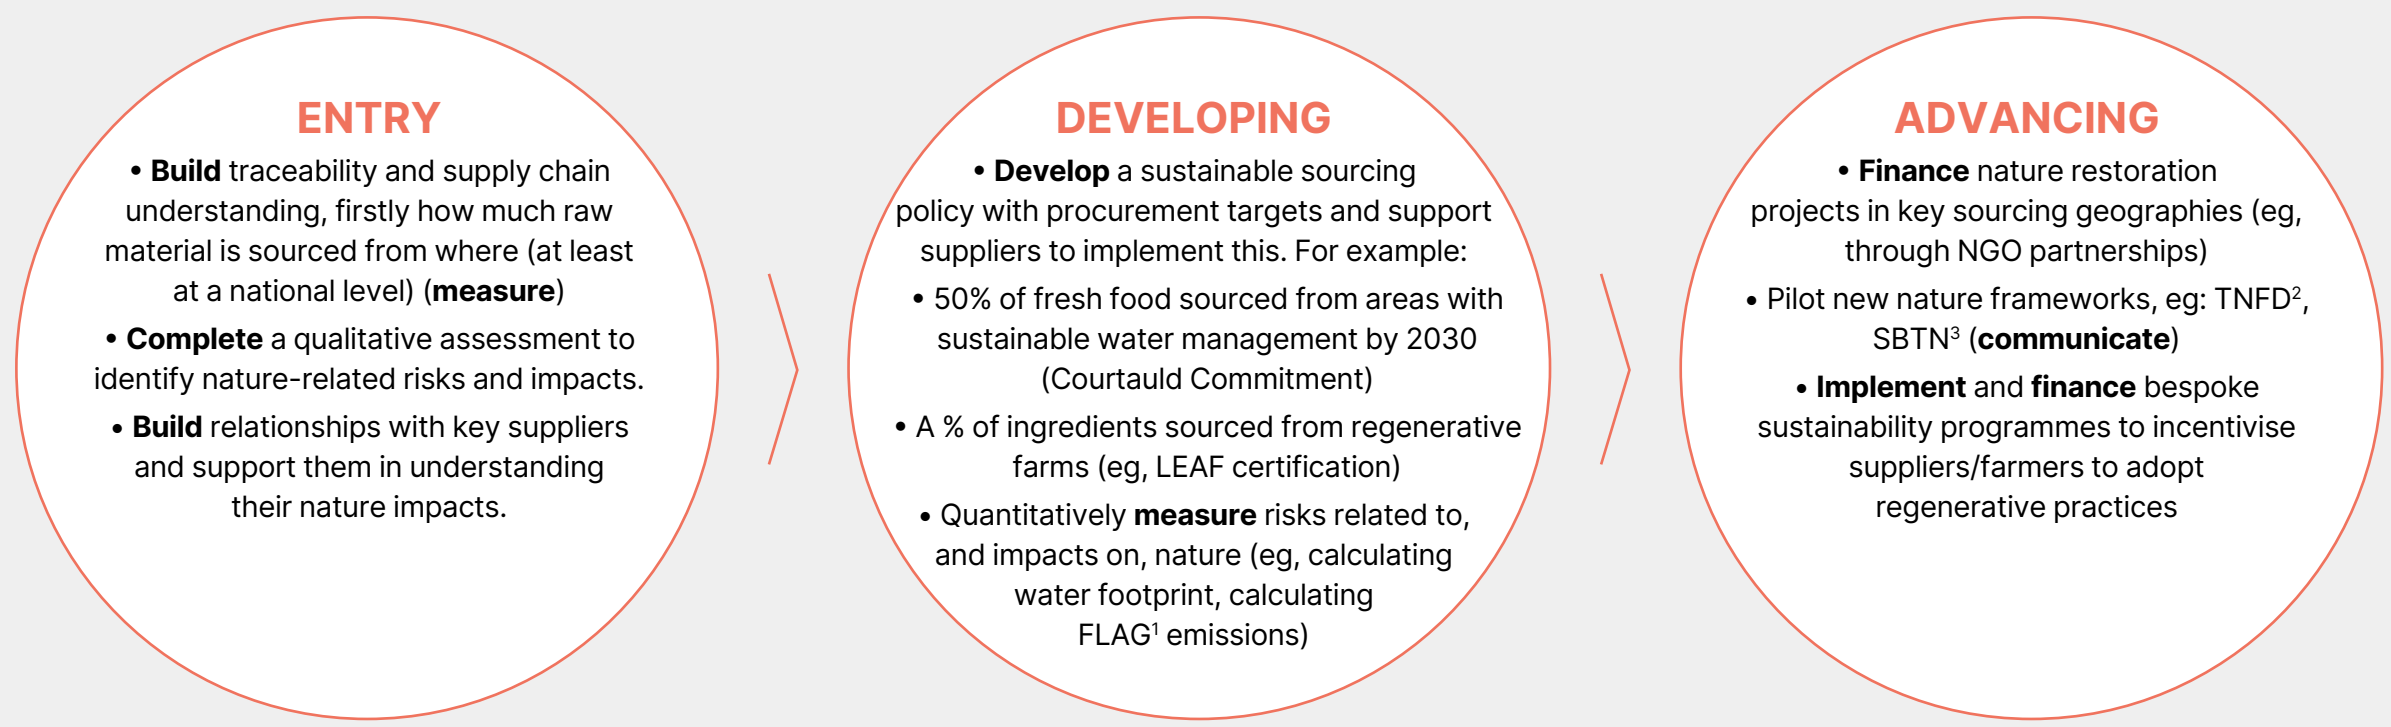 ENTRY
• Build traceability and supply chain
understanding, firstly how much raw
material is sourced from where (at least
at a national level) (measure)
• Complete a qualitative assessment to
identify nature-related risks and impacts.
• Build relationships with key suppliers
and support them in understanding
their nature impacts.
DEVELOPING
• Develop a sustainable sourcing
policy with procurement targets and support
suppliers to implement this. For example:
• 50% of fresh food sourced from areas with
sustainable water management by 2030
(Courtauld Commitment)
• A % of ingredients sourced from regenerative
farms (eg, LEAF certification)
• Quantitatively measure risks related to,
and impacts on, nature (eg, calculating
water footprint, calculating
FLAG¹ emissions)
ADVANCING
• Finance nature restoration
projects in key sourcing geographies (eg,
through NGO partnerships)
• Pilot new nature frameworks, eg: TNFD²,
SBTN³ (communicate)
• Implement and finance bespoke
sustainability programmes to incentivise
suppliers/farmers to adopt
regenerative practices